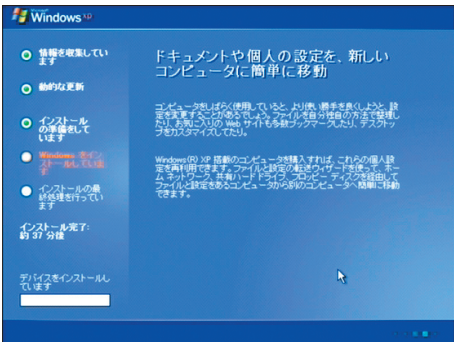 Microsoft
Windows xp
情報を収集してい
ます
動的な更新
インストール
の準備をして
います
Windows をイン
ストールしていま
す
インストールの最
終処理を行ってい
ます
インストール完了:
約 37 分後
デバイスをインストールし
ています
ドキュメントや個人の設定を、新しい
コンピュータに簡単に移動
コンピュータをしばらく使用していると、より使い勝手を良くしようと、設
定を変更することがあるでしょう。ファイルを自分独自の方法で整理し
たり、お気に入りの Web サイトも多数ブックマークしたり、デスクトッ
プをカスタマイズしてたり。
Windows(R) XP 搭載のコンピュータを購入すれば、これらの個人設
定を再利用できます。ファイルと設定の転送ウィザードを使って、ホー
ム ネットワーク、共有ハード ドライブ、フロッピー ディスクを経由して
ファイルと設定をあるコンピュータから別のコンピュータへ簡単に移動
できます。